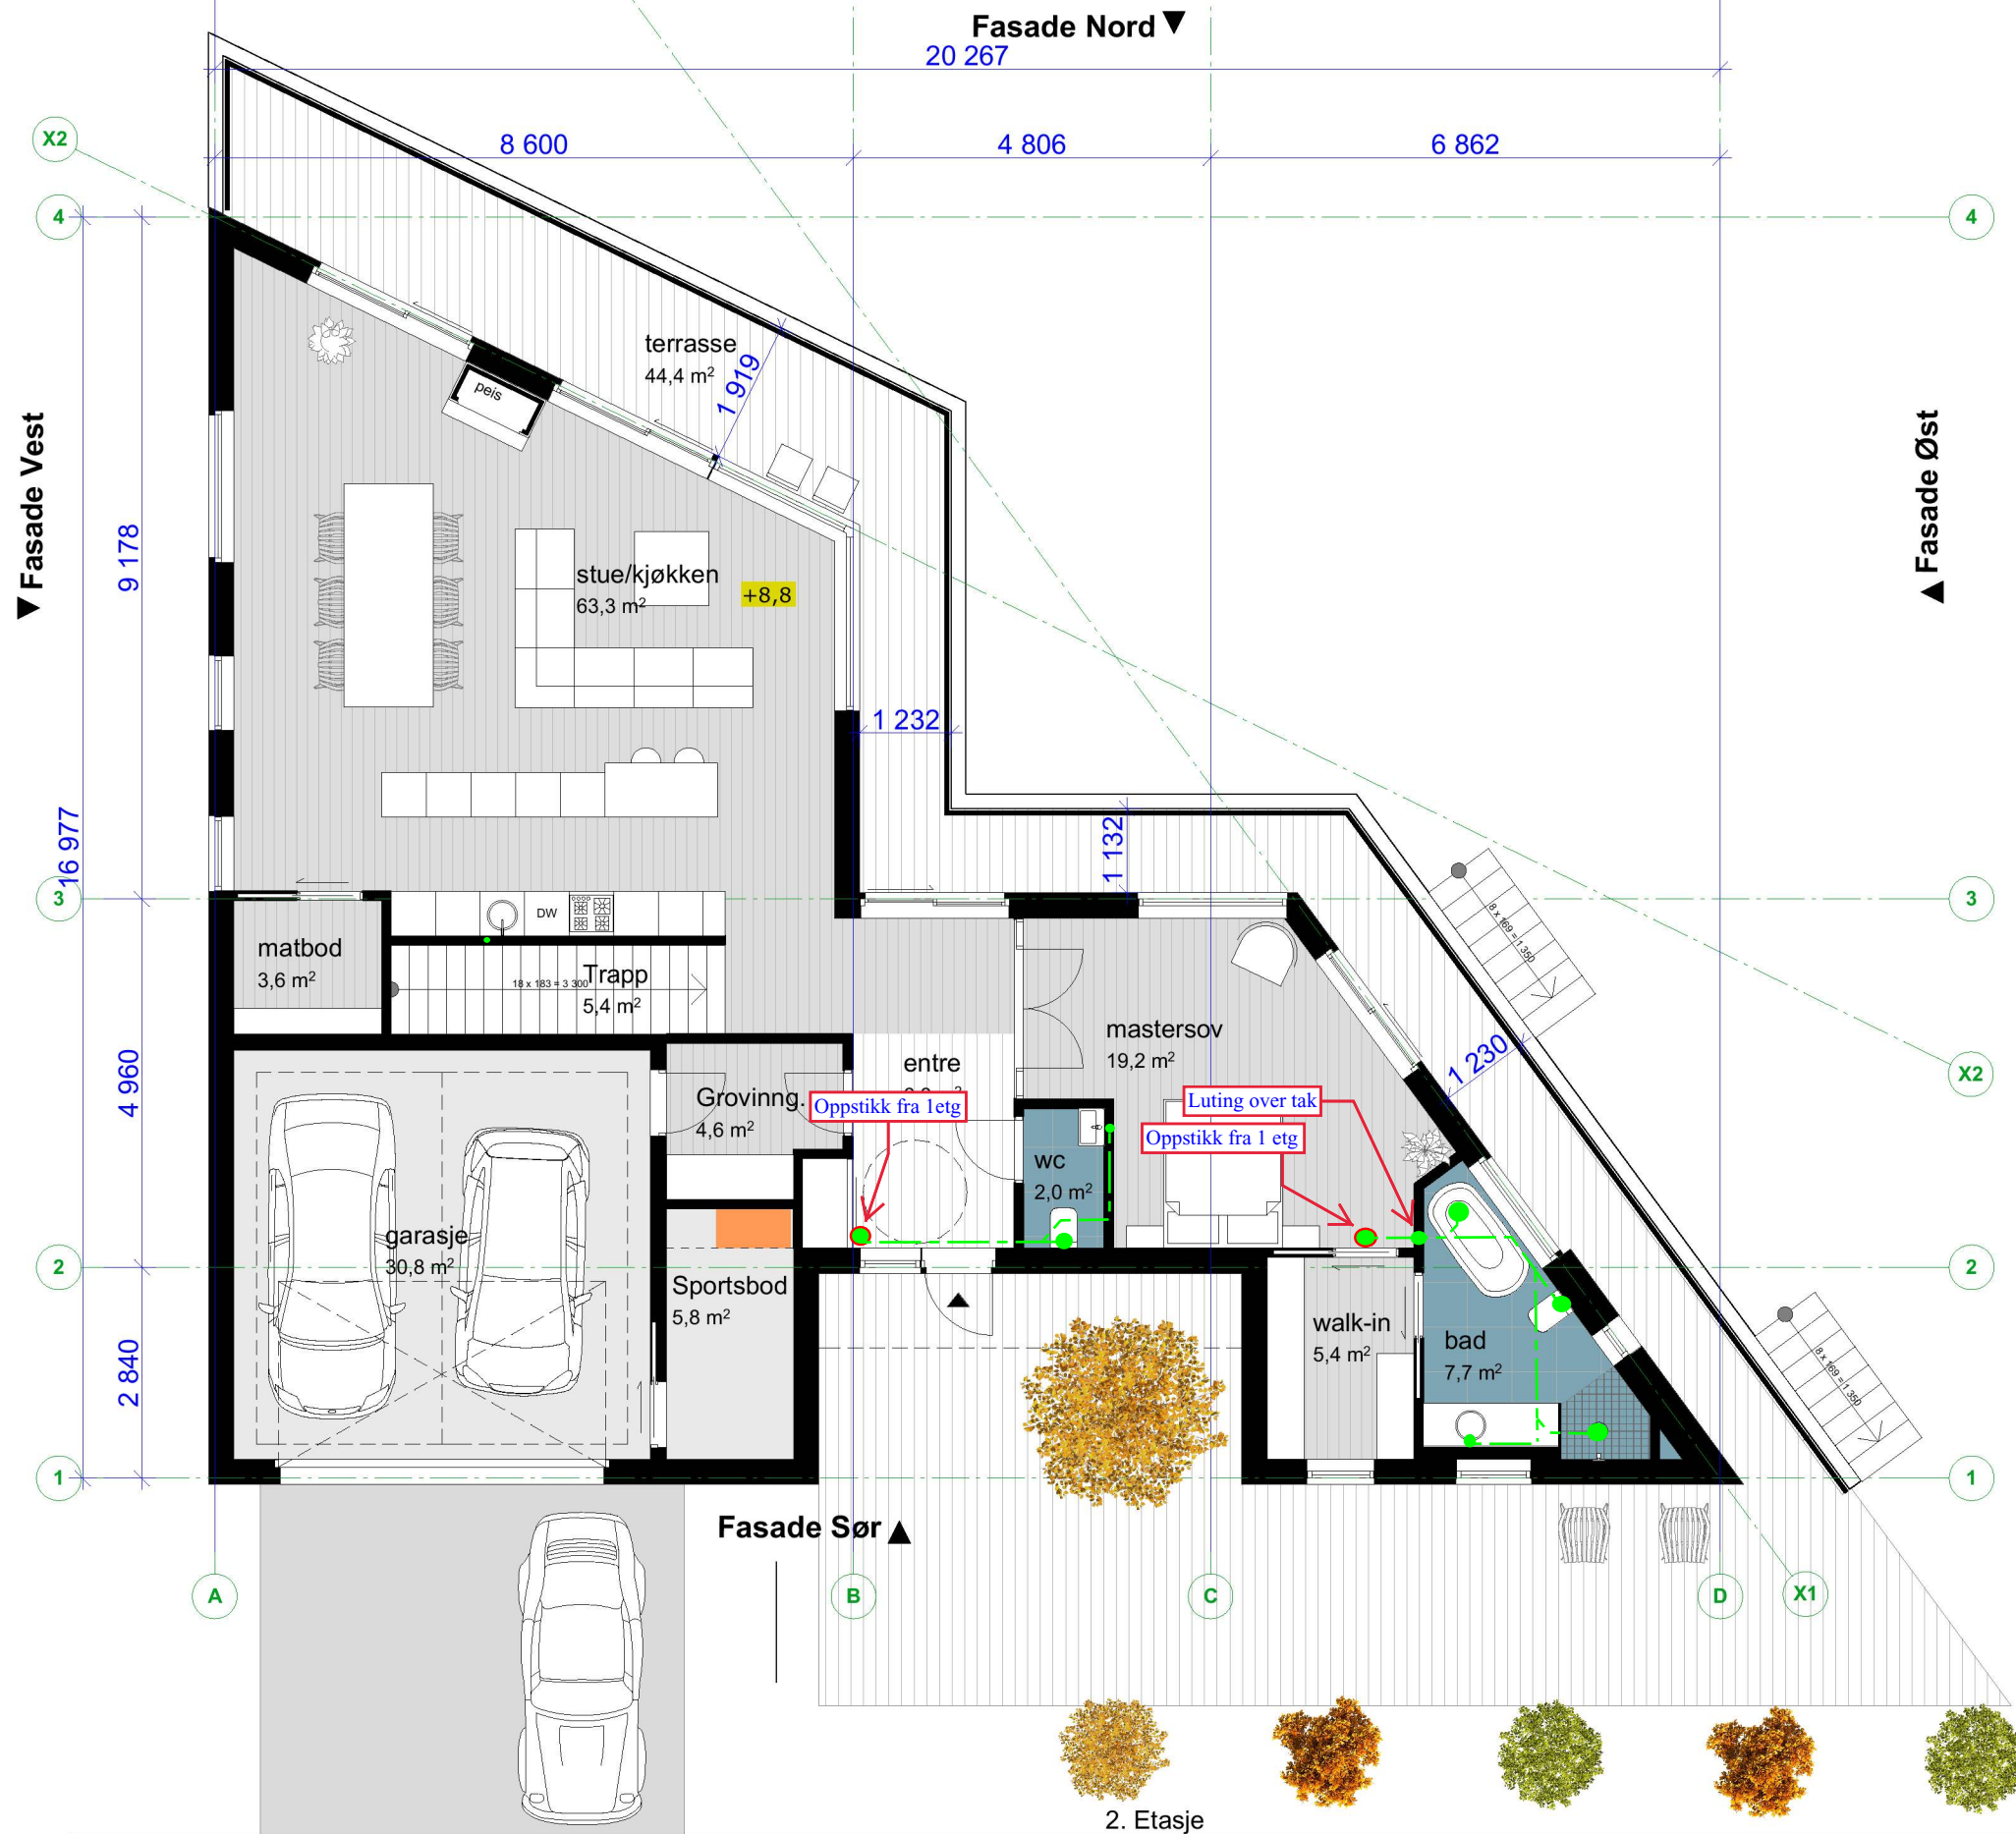 Fasade Nord
20 267
X2
8 600
4 806
6 862
4
4
terrasse
44,4 m²
1 919
peis
Fasade Vest
Fasade Øst
9 178
stue/kjøkken
63,3 m²
+8,8
1 232
16 977
1 132
3
3
DW
8 x 169 = 1 350
matbod
3,6 m²
Trapp
18 x 183 = 3 300
5,4 m²
mastersov
19,2 m²
1 230
X2
4 960
entre
Grovinng.
4,6 m²
Oppstikk fra 1etg
Luting over tak
Oppstikk fra 1 etg
wc
2,0 m²
garasje
30,8 m²
2
2
Sportsbod
5,8 m²
walk-in
5,4 m²
bad
7,7 m²
8 x 169 = 1 350
2 840
1
1
Fasade Sør
A
B
C
D
X1
2. Etasje